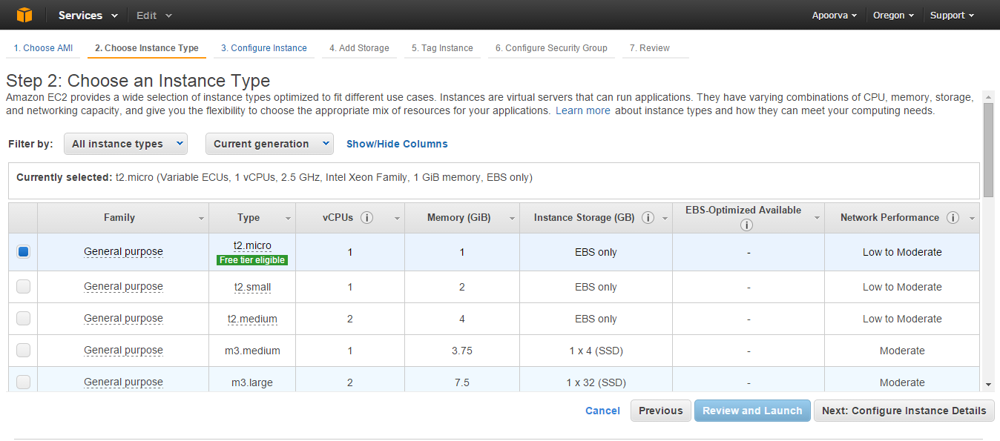 Services Edit Apoorva Oregon Support
1. Choose AMI 2. Choose Instance Type 3. Configure Instance 4. Add Storage 5. Tag Instance 6. Configure Security Group 7. Review
Step 2: Choose an Instance Type
Amazon EC2 provides a wide selection of instance types optimized to fit different use cases. Instances are virtual servers that can run applications. They have varying combinations of CPU, memory, storage,
and networking capacity, and give you the flexibility to choose the appropriate mix of resources for your applications. Learn more about instance types and how they can meet your computing needs.
Filter by: All instance types Current generation Show/Hide Columns
Currently selected: t2.micro (Variable ECUs, 1 vCPUs, 2.5 GHz, Intel Xeon Family, 1 GiB memory, EBS only)
Family Type vCPUs i Memory (GiB) Instance Storage (GB) i EBS-Optimized Available i Network Performance i
General purpose t2.micro Free tier eligible 1 1 EBS only - Low to Moderate
General purpose t2.small 1 2 EBS only - Low to Moderate
General purpose t2.medium 2 4 EBS only - Low to Moderate
General purpose m3.medium 1 3.75 1 x 4 (SSD) - Moderate
General purpose m3.large 2 7.5 1 x 32 (SSD) - Moderate
Cancel Previous Review and Launch Next: Configure Instance Details